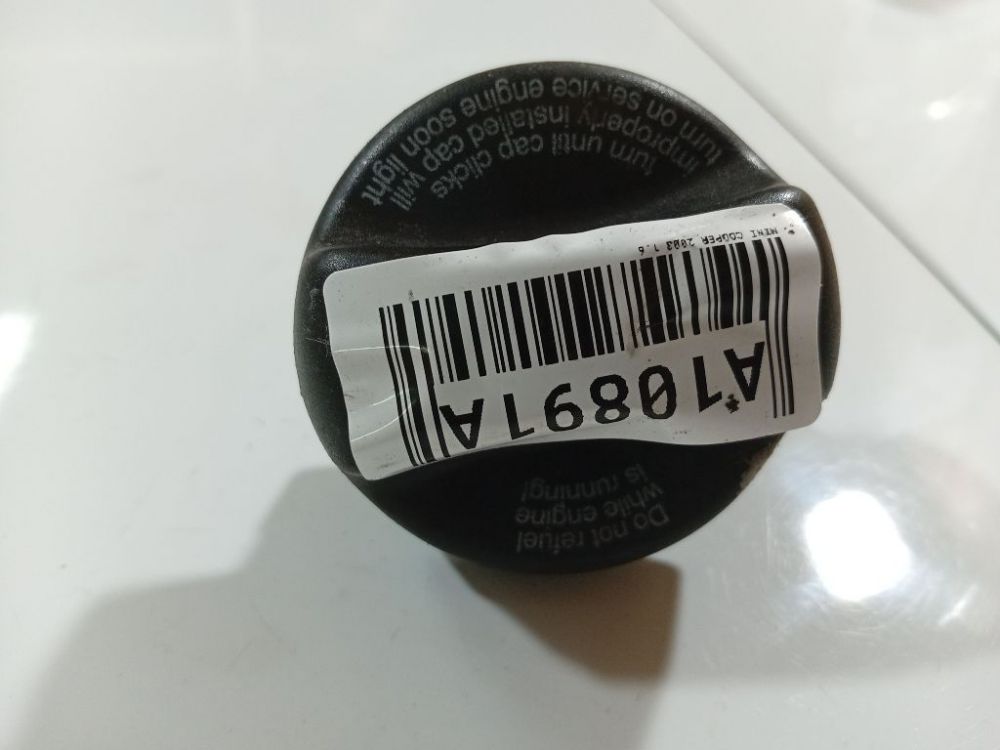 Do not refuel
while engine
is running!
A10891A
* MINI COOPER 2003 1.6
Turn until cap clicks
Improperly installed cap will
turn on service engine soon light